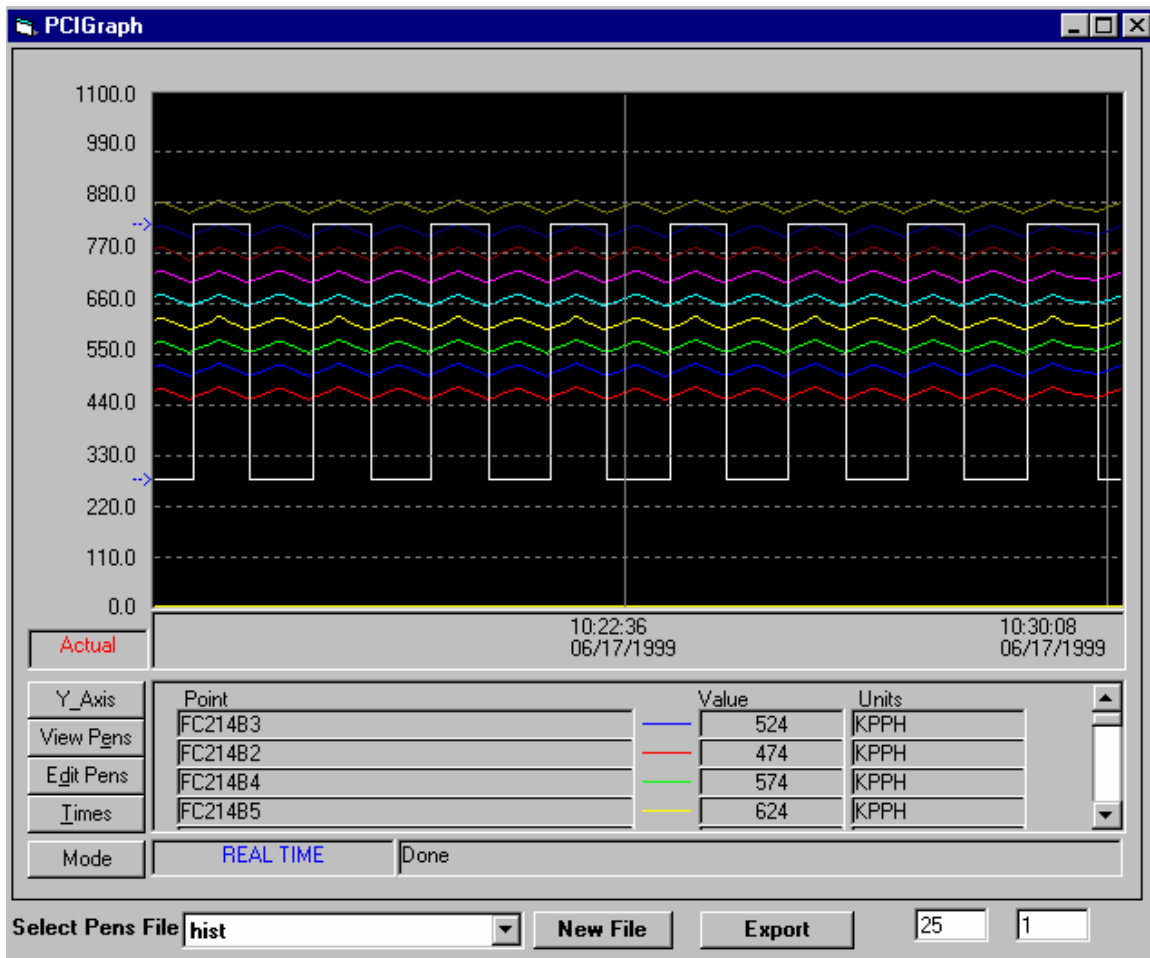 PCIGraph
1100.0
990.0
880.0
770.0
660.0
550.0
440.0
330.0
220.0
110.0
0.0
10:22:36 10:30:08
06/17/1999 06/17/1999
Actual
Y_Axis
View Pens
Edit Pens
Times
Mode
Point Value Units
FC214B3 524 KPPH
FC214B2 474 KPPH
FC214B4 574 KPPH
FC214B5 624 KPPH
REAL TIME Done
Select Pens File hist New File Export 25 1